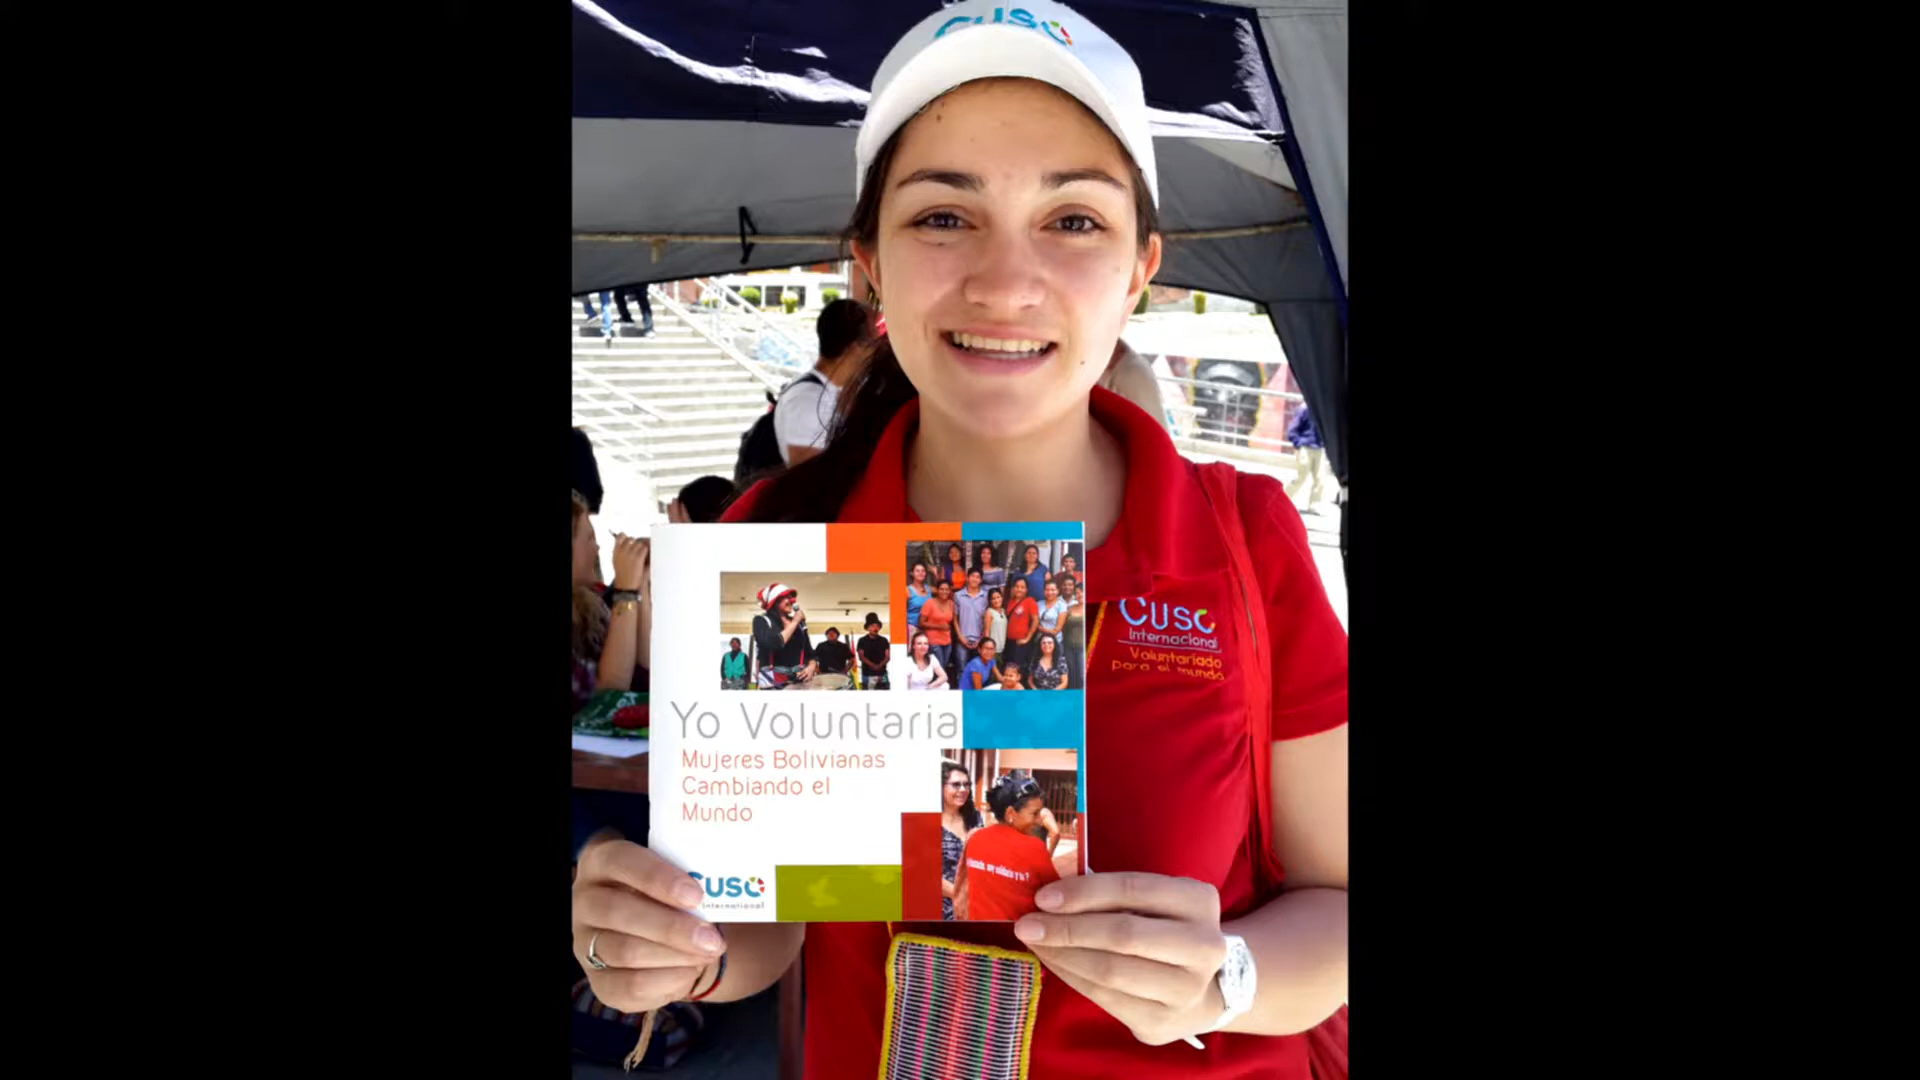 CUSO
Cuso
Internacional
Voluntariado
para el mundo
Yo Voluntaria
Mujeres Bolivianas
Cambiando el
Mundo
Cuso
International